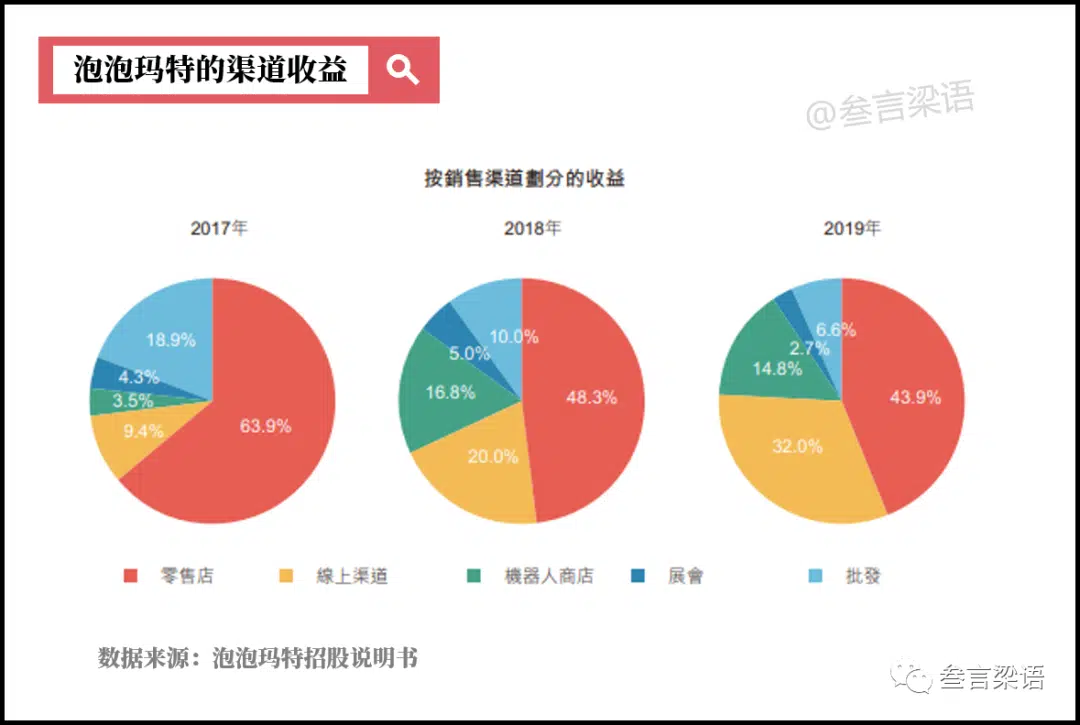 泡泡玛特的渠道收益
@叁言梁语
按銷售渠道劃分的收益
2017年 2018年 2019年
18.9% 4.3% 3.5% 9.4% 63.9%
10.0% 5.0% 16.8% 20.0% 48.3%
6.6% 2.7% 14.8% 32.0% 43.9%
零售店 線上渠道 機器人商店 展會 批發
数据来源：泡泡玛特招股说明书
叁言梁语